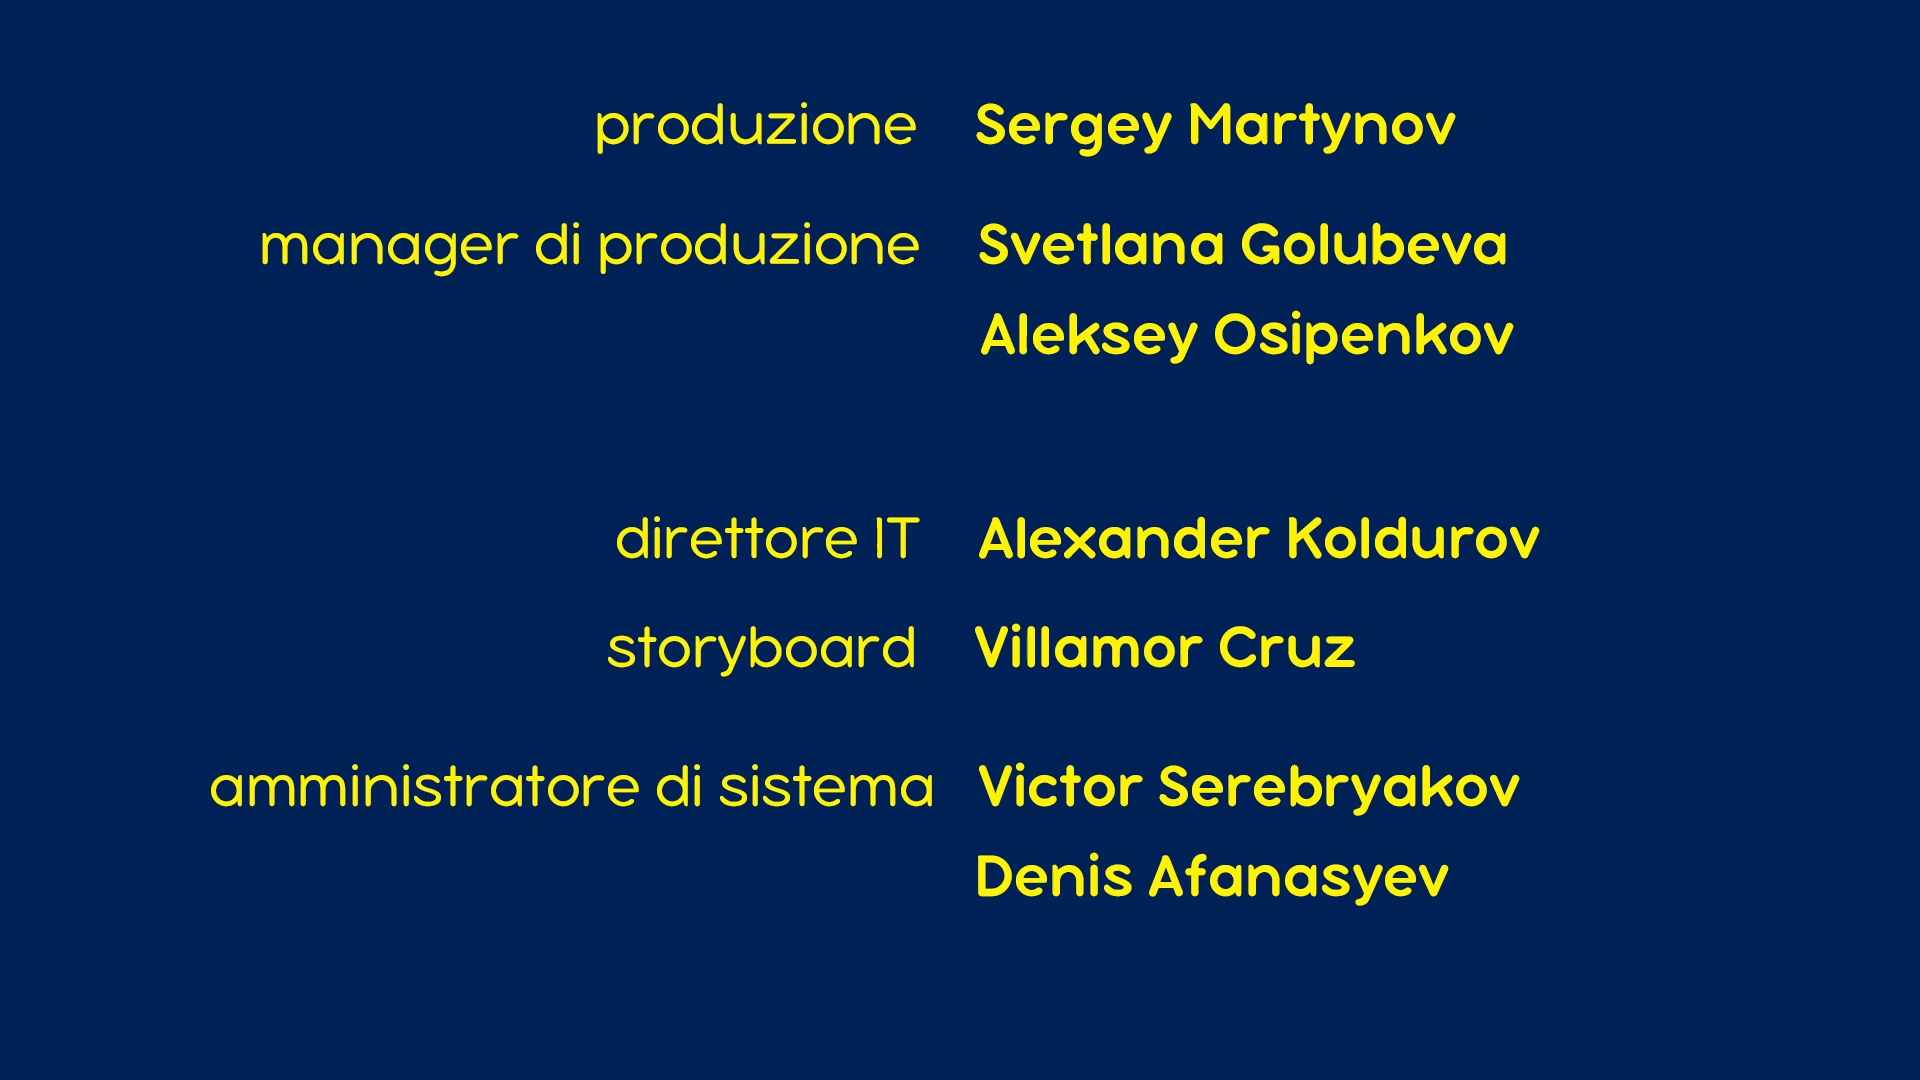 produzione Sergey Martynov
manager di produzione Svetlana Golubeva
Aleksey Osipenkov
direttore IT Alexander Koldurov
storyboard Villamor Cruz
amministratore di sistema Victor Serebryakov
Denis Afanasyev